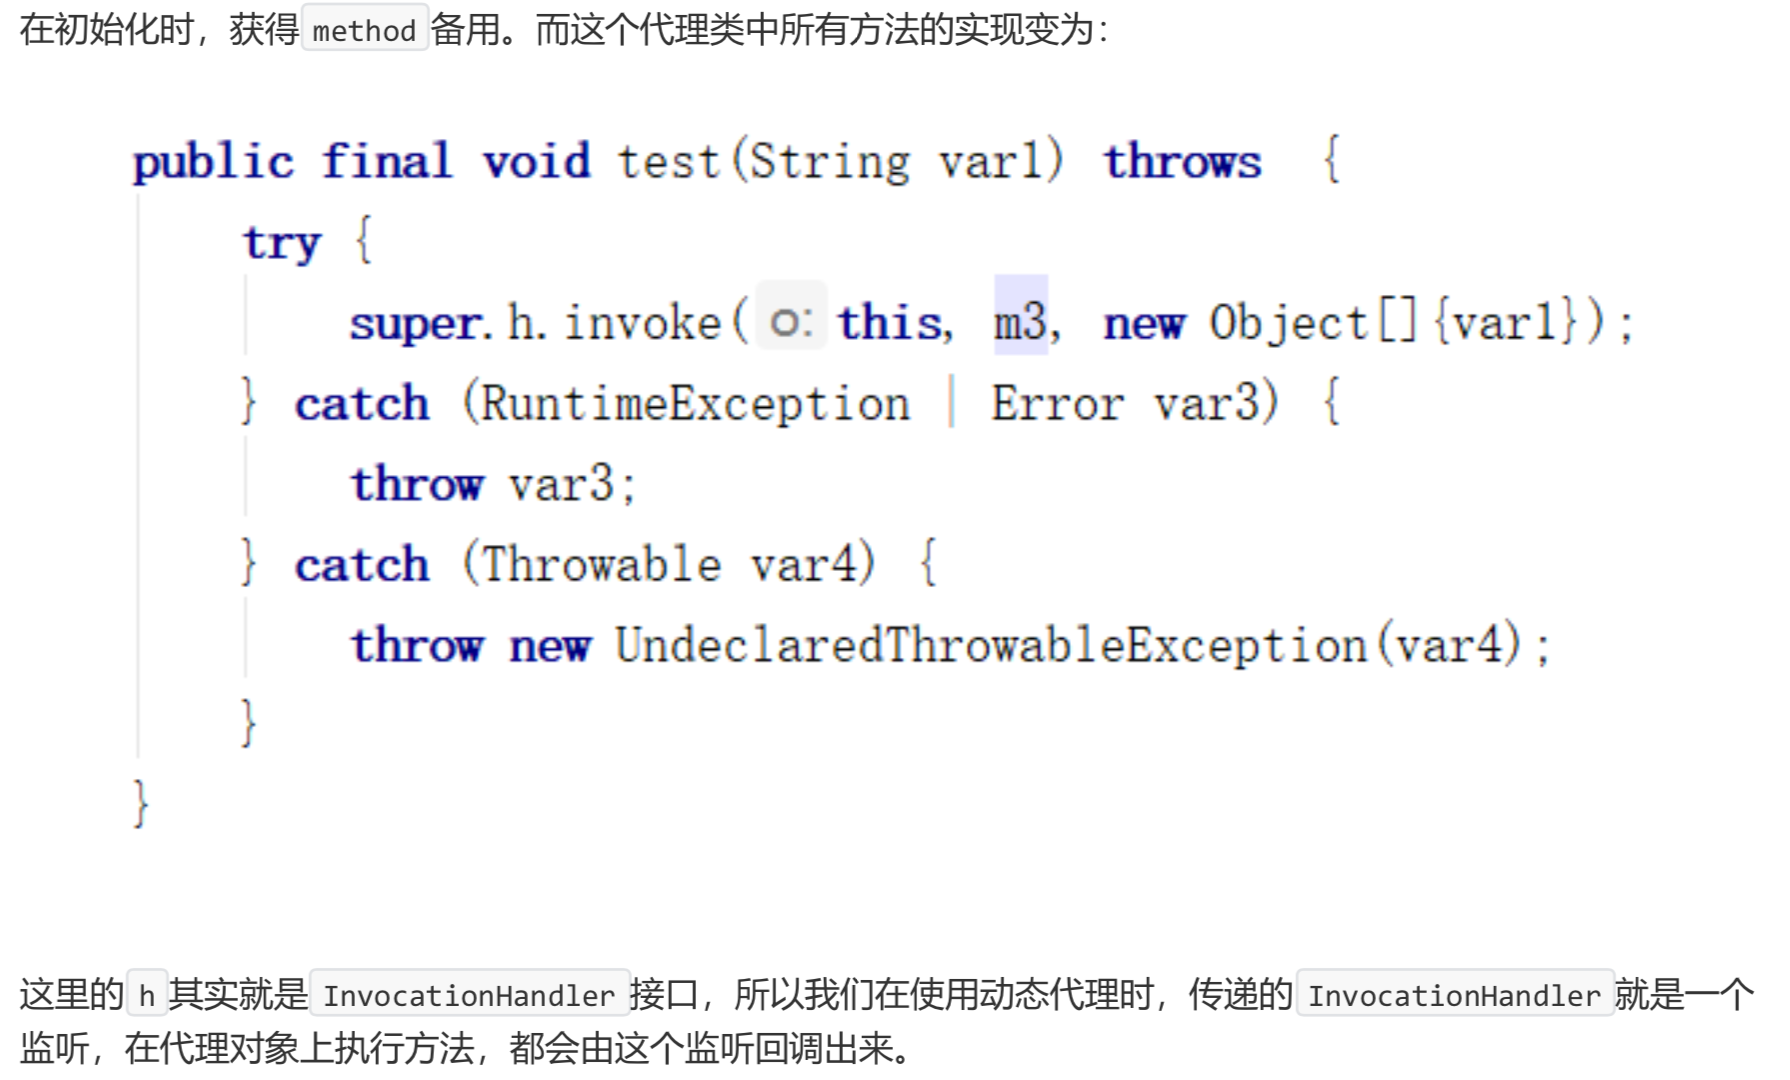 在初始化时，获得 method 备用。而这个代理类中所有方法的实现变为：
public final void test(String var1) throws  {
try {
super.h.invoke( o: this, m3, new Object[]{var1});
} catch (RuntimeException | Error var3) {
throw var3;
} catch (Throwable var4) {
throw new UndeclaredThrowableException(var4);
}
}
这里的 h 其实就是 InvocationHandler 接口，所以我们在使用动态代理时，传递的 InvocationHandler 就是一个
监听，在代理对象上执行方法，都会由这个监听回调出来。